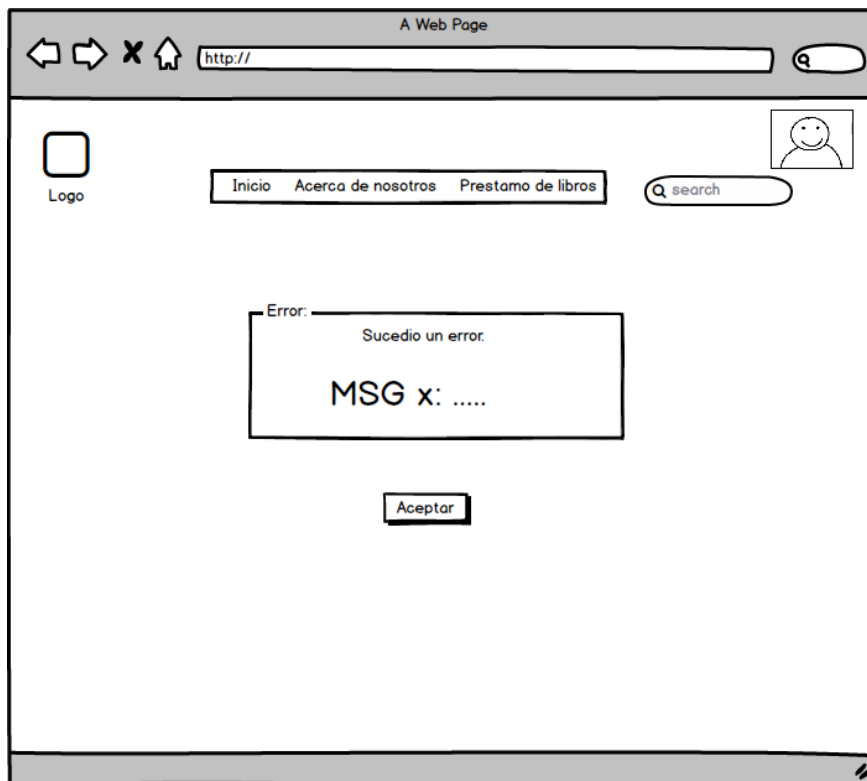 A Web Page
http://
Logo
Inicio Acerca de nosotros Prestamo de libros
search
Error:
Sucedio un error.
MSG x: .....
Aceptar